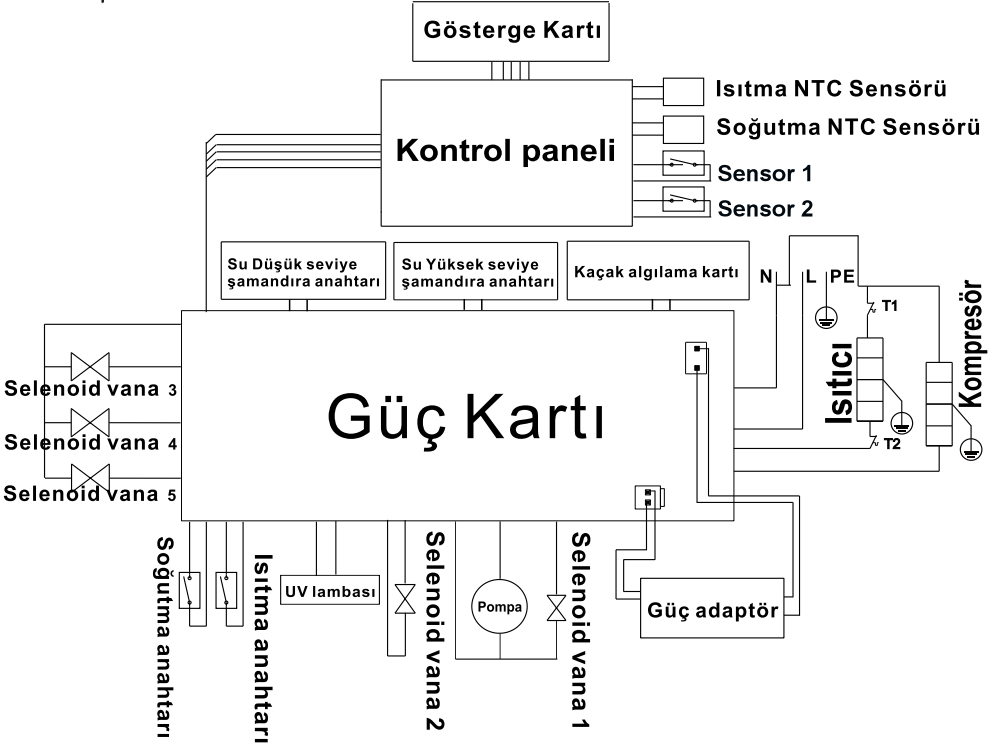 Gösterge Kartı
Kontrol paneli
Isıtma NTC Sensörü
Soğutma NTC Sensörü
Sensor 1
Sensor 2
Su Düşük seviye
şamandıra anahtarı
Su Yüksek seviye
şamandıra anahtarı
Kaçak algılama kartı
N
L
PE
T1
Isıtıcı
Kompresör
T2
Güç Kartı
Selenoid vana 3
Selenoid vana 4
Selenoid vana 5
Soğutma anahtarı
Isıtma anahtarı
UV lambası
Selenoid vana 2
Pompa
Selenoid vana 1
Güç adaptör